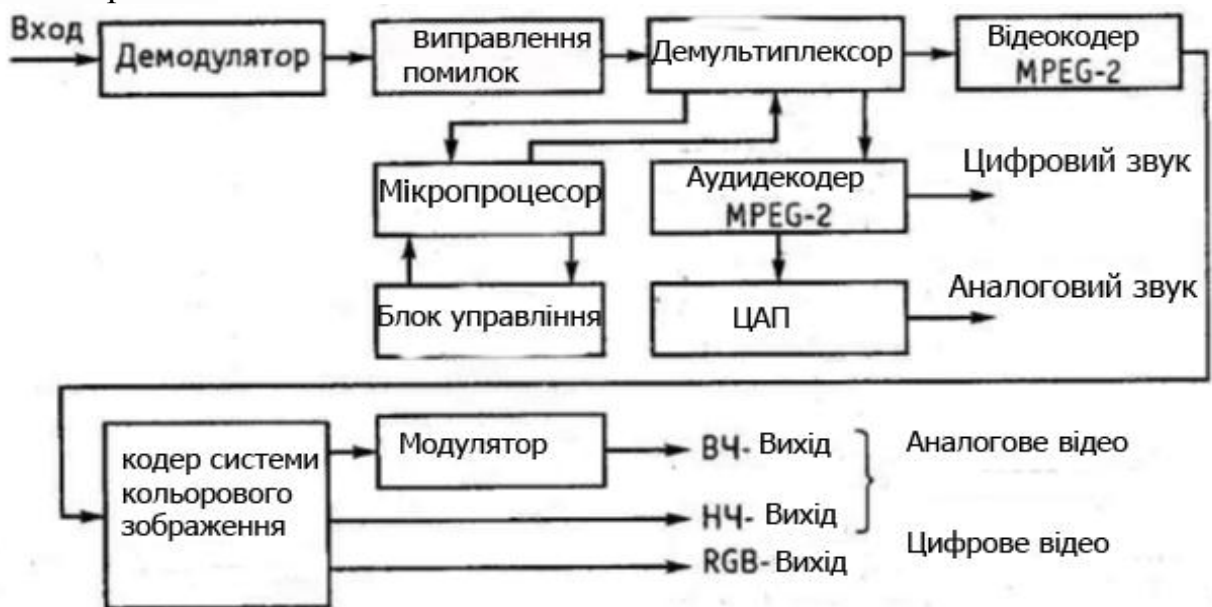 Вход
Демодулятор
виправлення
помилок
Демультиплексор
Відеокодер
MPEG-2
Мікропроцесор
Аудидекодер
MPEG-2
Цифровий звук
Блок управління
ЦАП
Аналоговий звук
кодер системи
кольорового
зображення
Модулятор
ВЧ- Вихід
Аналогове відео
НЧ- Вихід
Цифрове відео
RGB- Вихід